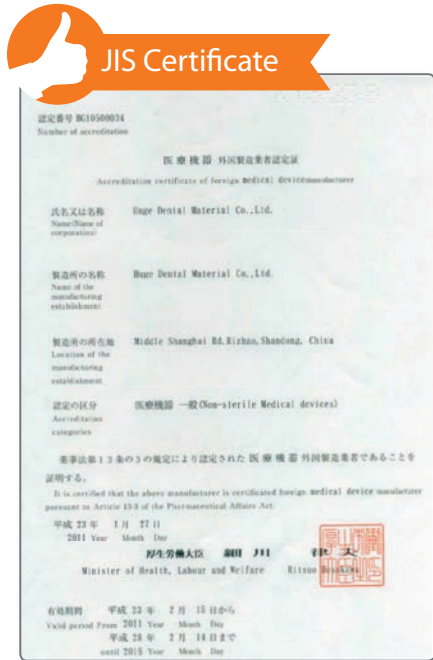 JIS Certificate
認定番号 BG10500034
Number of accreditation
医療機器 外国製造業者認定証
Accreditation certificate of foreign medical device manufacturer
氏名又は名称 Huge Dental Material Co.,Ltd.
Name(Name of
corporation)
製造所の名称 Huge Dental Material Co.,Ltd.
Name of the
manufacturing
establishment
製造所の所在地 Middle Shanghai Rd.Rizhao,Shandong, China
Location of the
manufacturing
establishment
認定の区分 医療機器 一般(Non-sterile Medical devices)
Accreditation
categories
薬事法第13条の3の規定により認定された 医療機器 外国製造業者であることを
証明する。
It is certified that the above manufacturer is certificated foreign medical device manufacturer
pursuant to Article 13-3 of the Pharmaceutical Affairs Act
平成 23 年 1 月 27 日
2011 Year Month Day
厚生労働大臣 細川 律夫
Minister of Health, Labour and Welfare Ritsuo Hosokawa
有効期間 平成 23 年 2 月 15 日から
Valid period From 2011 Year Month Day
平成 28 年 2 月 14 日まで
until 2016 Year Month Day